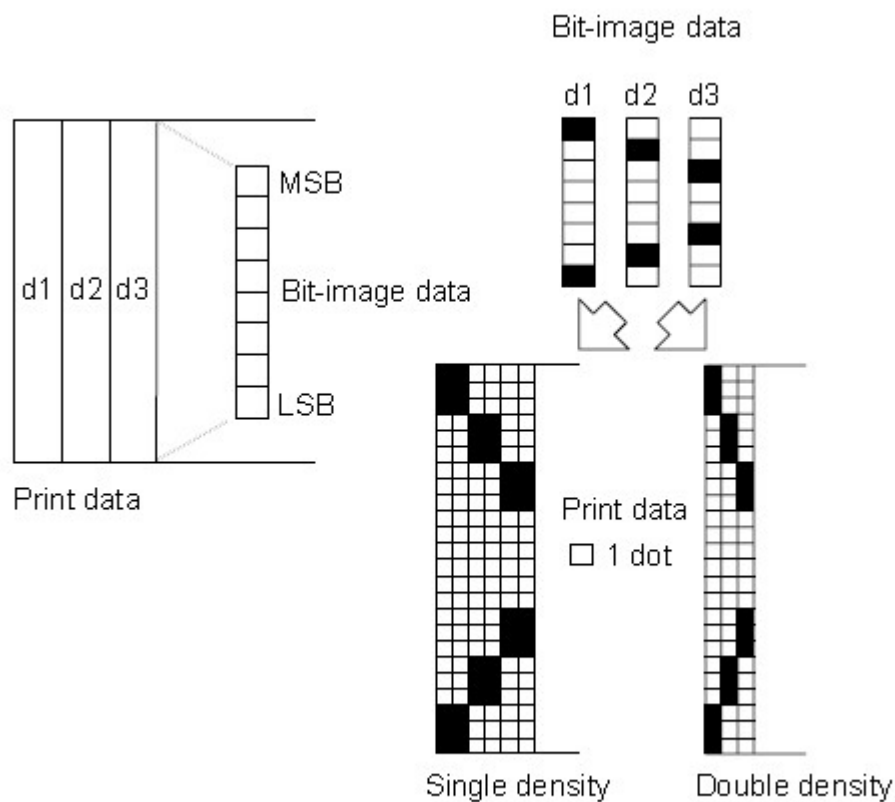 Bit-image data
d1 d2 d3
MSB
d1 d2 d3
Bit-image data
LSB
Print data
Print data
1 dot
Single density
Double density